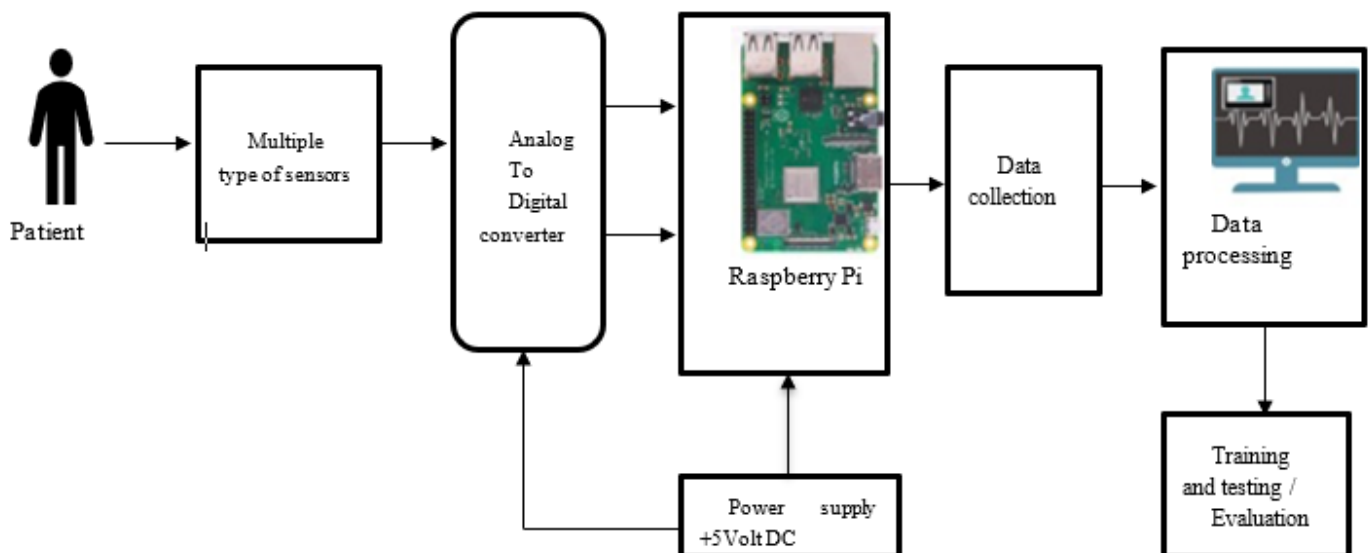 Patient
Multiple
type of sensors
Analog
To
Digital
converter
Raspberry Pi
Data
collection
Data
processing
Training
and testing /
Evaluation
Power supply
+5Volt DC